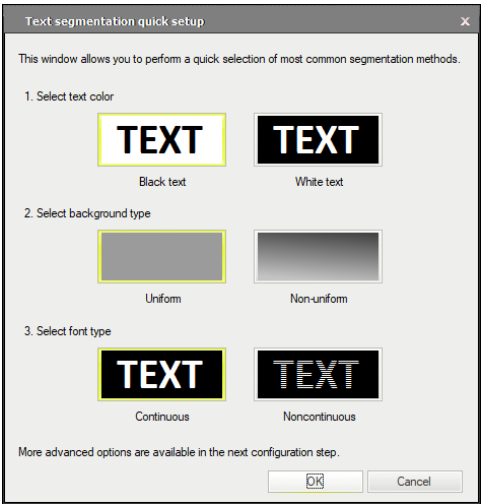 Text segmentation quick setup x
This window allows you to perform a quick selection of most common segmentation methods.
1. Select text color
TEXT TEXT
Black text White text
2. Select background type
Uniform Non-uniform
3. Select font type
TEXT TEXT
Continuous Noncontinuous
More advanced options are available in the next configuration step.
OK Cancel